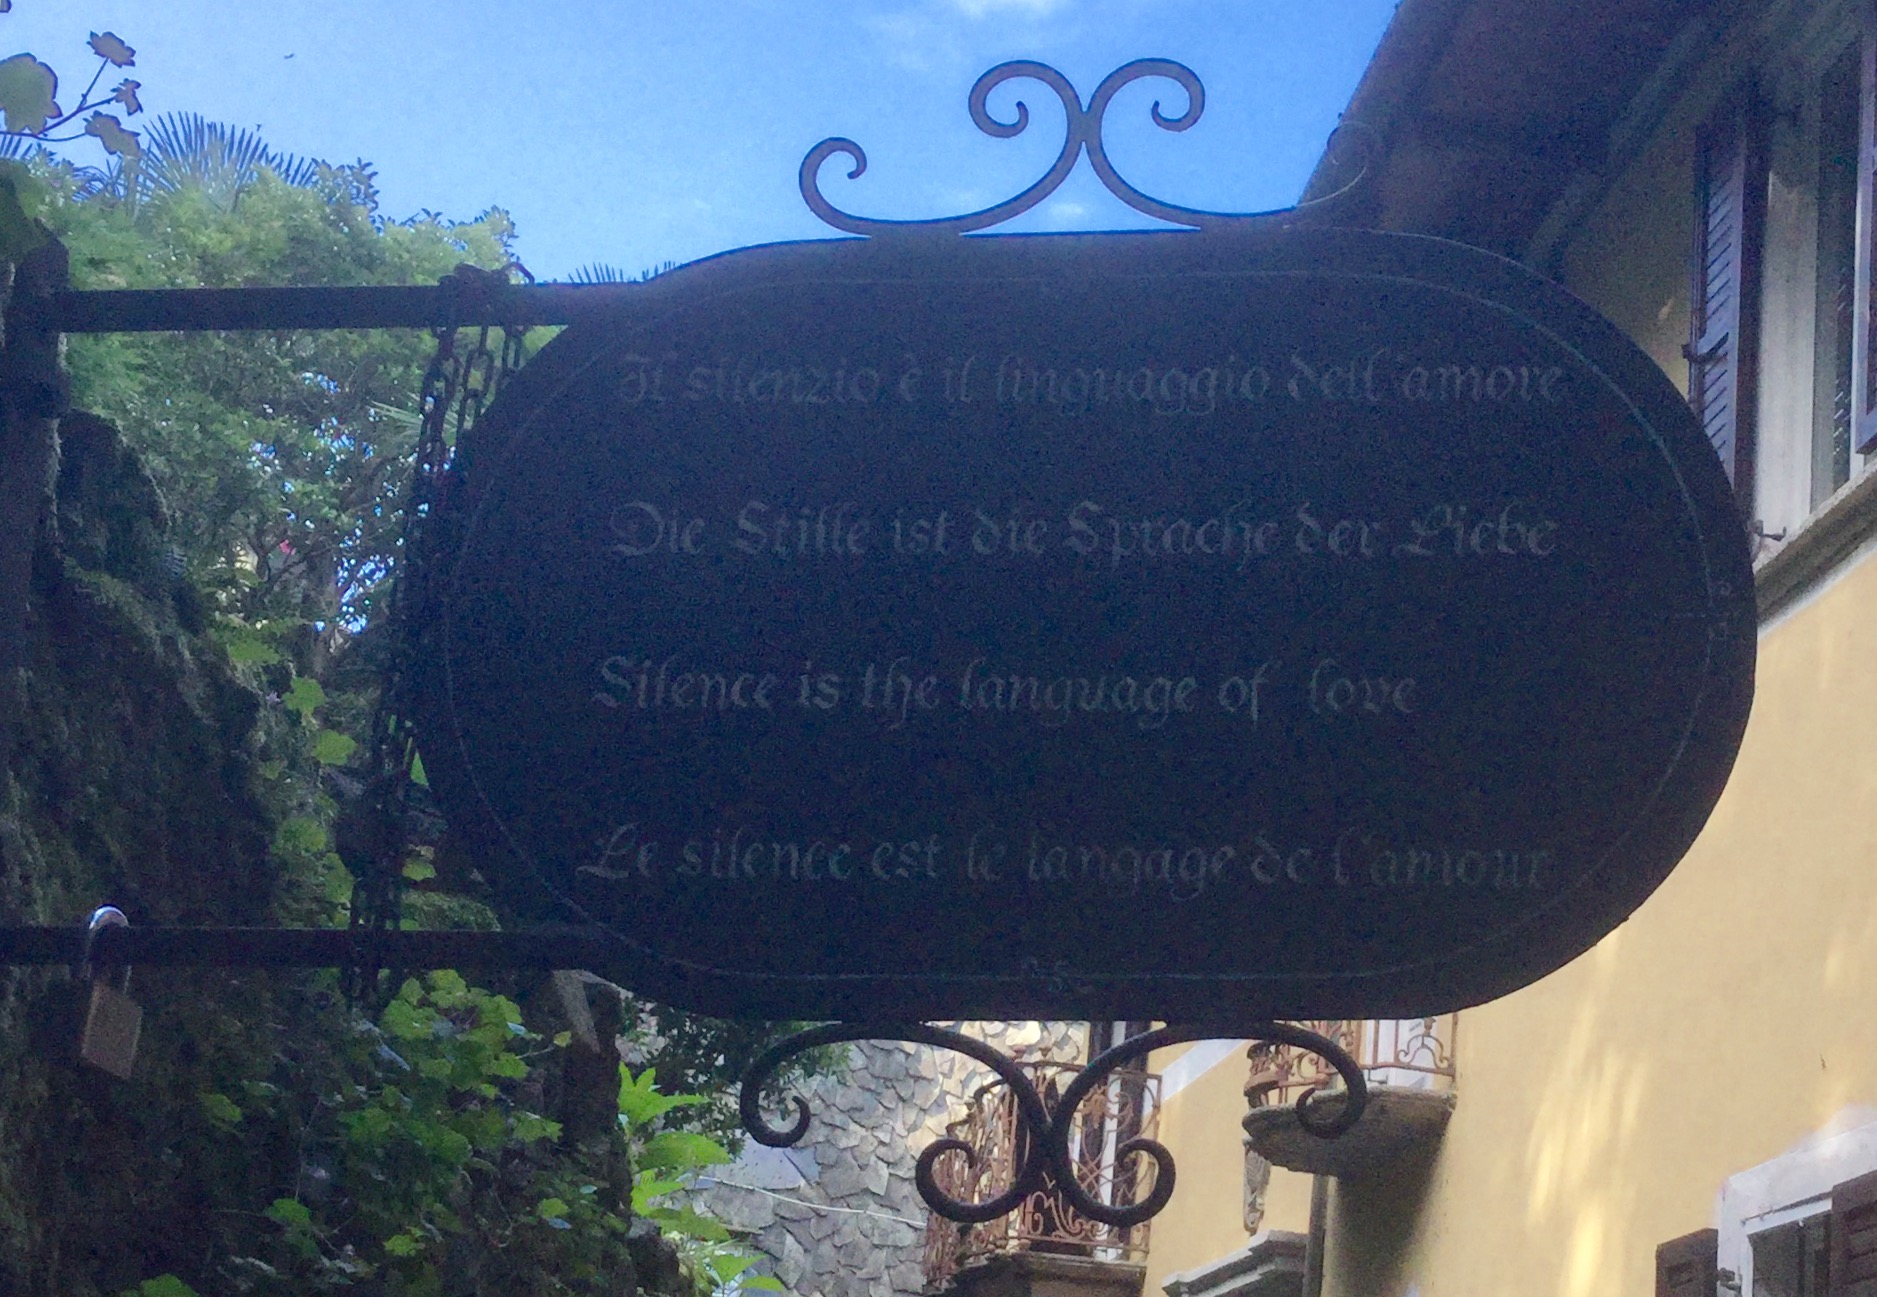 Il silenzio è il linguaggio dell'amore
Die Stille ist die Sprache der Liebe
Silence is the language of love
Le silence est le langage de l'amour